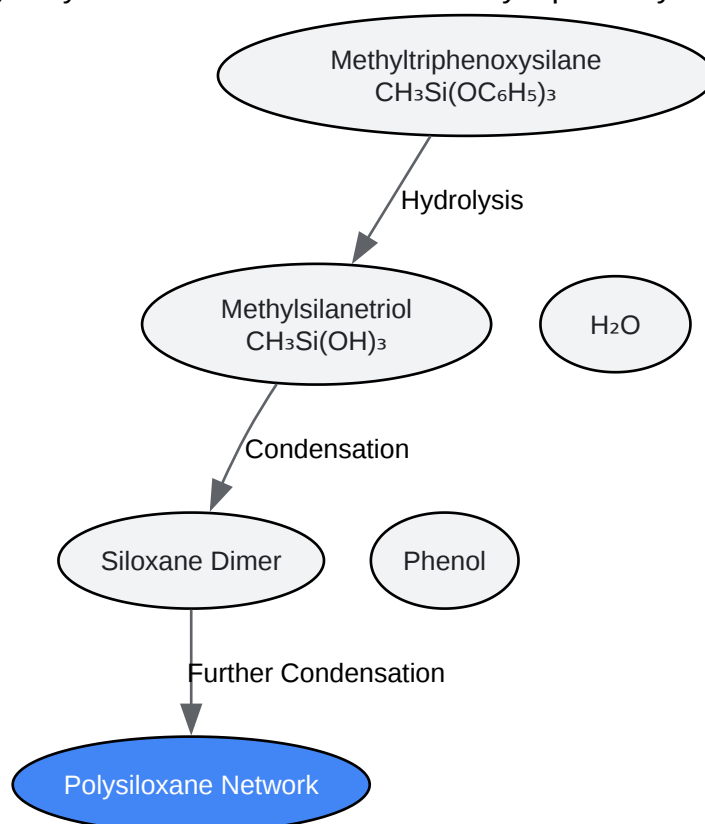 Methyltriphenoxysilane
CH₃Si(OC₆H₅)₃
Hydrolysis
Methylsilanetriol
CH₃Si(OH)₃
H₂O
Condensation
Siloxane Dimer
Phenol
Further Condensation
Polysiloxane Network